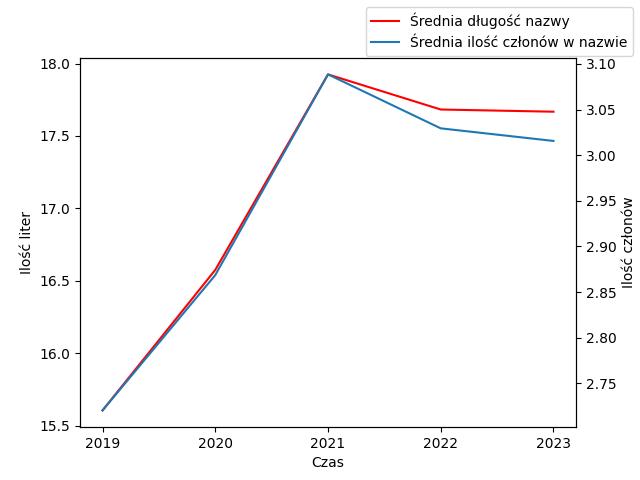 Średnia długość nazwy
Średnia ilość członów w nazwie
18.0
17.5
17.0
16.5
16.0
15.5
Ilość liter
3.10
3.05
3.00
2.95
2.90
2.85
2.80
2.75
Ilość członów
2019 2020 2021 2022 2023
Czas